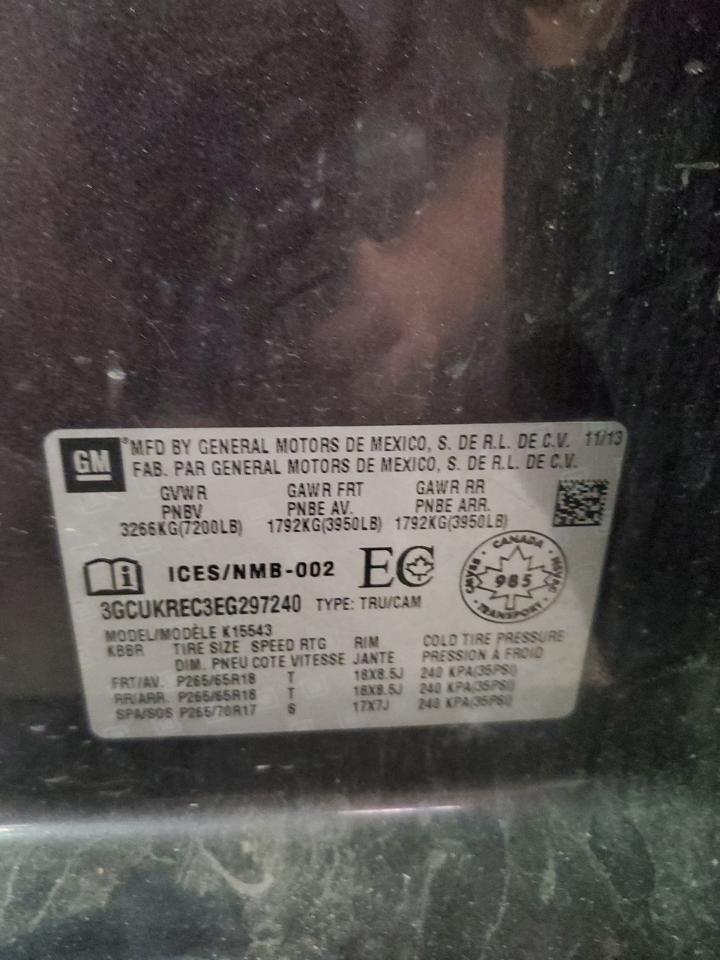 GM
*MFD BY GENERAL MOTORS DE MEXICO, S. DE R.L. DE C.V. 11/13
FAB. PAR GENERAL MOTORS DE MEXICO, S. DE R.L. DE C.V.
GVWR GAWR FRT GAWR RR
PNBV PNBE AV. PNBE ARR.
3266KG(7200LB) 1792KG(3950LB) 1792KG(3950LB)
i ICES/NMB-002 EC
CANADA
CMVSS 985 NSVAC
TRANSPORT
3GCUKREC3EG297240 TYPE: TRU/CAM
MODEL/MODÈLE K15543
KBBR TIRE SIZE SPEED RTG RIM COLD TIRE PRESSURE
DIM. PNEU COTE VITESSE JANTE PRESSION A FROID
FRT/AV. P265/65R18 T 18X8.5J 240 KPA(35PSI)
RR/ARR. P265/65R18 T 18X8.5J 240 KPA(35PSI)
SPA/SOS P265/70R17 S 17X7J 240 KPA(35PSI)